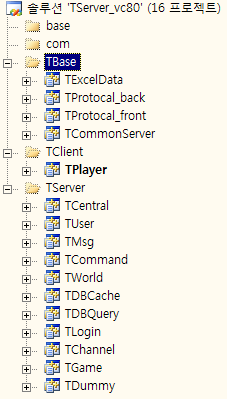 솔루션 'TServer_vc80' (16 프로젝트)
base
com
TBase
TExcelData
TProtocal_back
TProtocal_front
TCommonServer
TClient
TPlayer
TServer
TCentral
TUser
TMsg
TCommand
TWorld
TDBCache
TDBQuery
TLogin
TChannel
TGame
TDummy